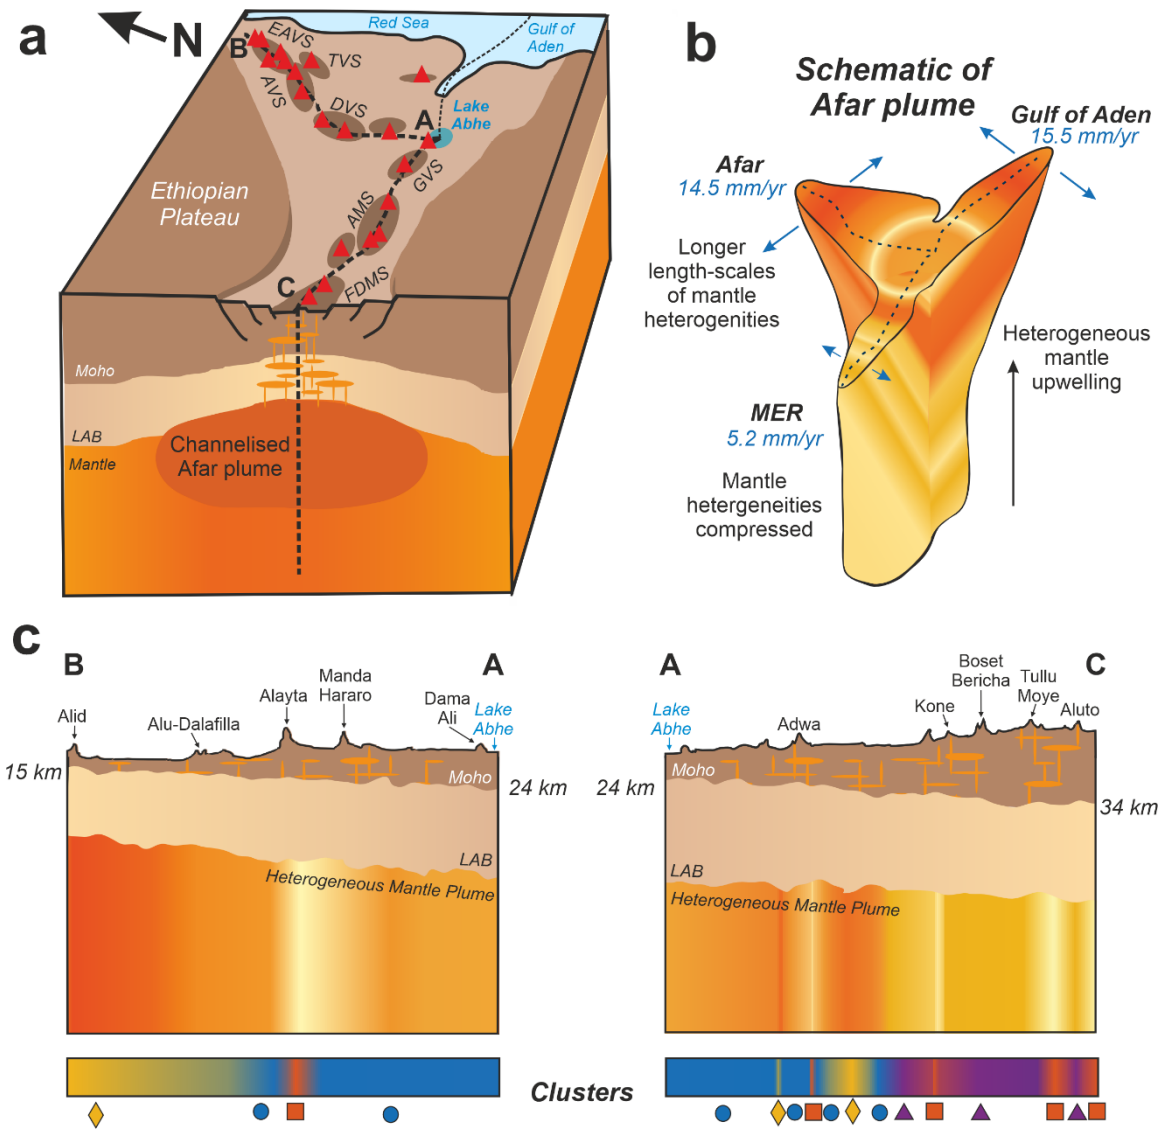 a
N
Red Sea
Gulf of
Aden
B
EAVS
TVS
AVS
DVS
A
Lake
Abhe
GVS
Ethiopian
Plateau
AMS
C
FDMS
Moho
LAB
Mantle
Channelised
Afar plume
b
Schematic of
Afar plume
Gulf of Aden
15.5 mm/yr
Afar
14.5 mm/yr
Longer
length-scales
of mantle
heterogenities
Heterogeneous
mantle
upwelling
MER
5.2 mm/yr
Mantle
hetergeneities
compressed
c
B
A
Alid
Alu-Dalafilla
Alayta
Manda
Hararo
Dama
Ali
Lake
Abhe
15 km
Moho
24 km
LAB
Heterogeneous Mantle Plume
A
C
Lake
Abhe
Adwa
Kone
Boset
Bericha
Tullu
Moye
Aluto
24 km
Moho
34 km
LAB
Heterogeneous Mantle Plume
Clusters